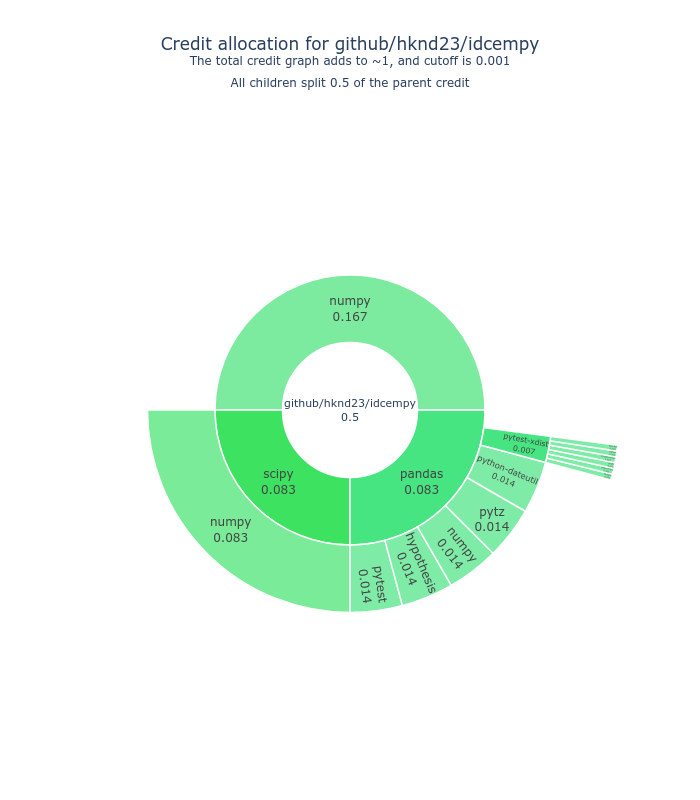 Credit allocation for github/hknd23/idcempy
The total credit graph adds to ~1, and cutoff is 0.001
All children split 0.5 of the parent credit
numpy
0.167
github/hknd23/idcempy
0.5
scipy
0.083
pandas
0.083
numpy
0.083
pytest
0.014
hypothesis
0.014
numpy
0.014
pytz
0.014
python-dateutil
0.014
pytest-xdist
0.007